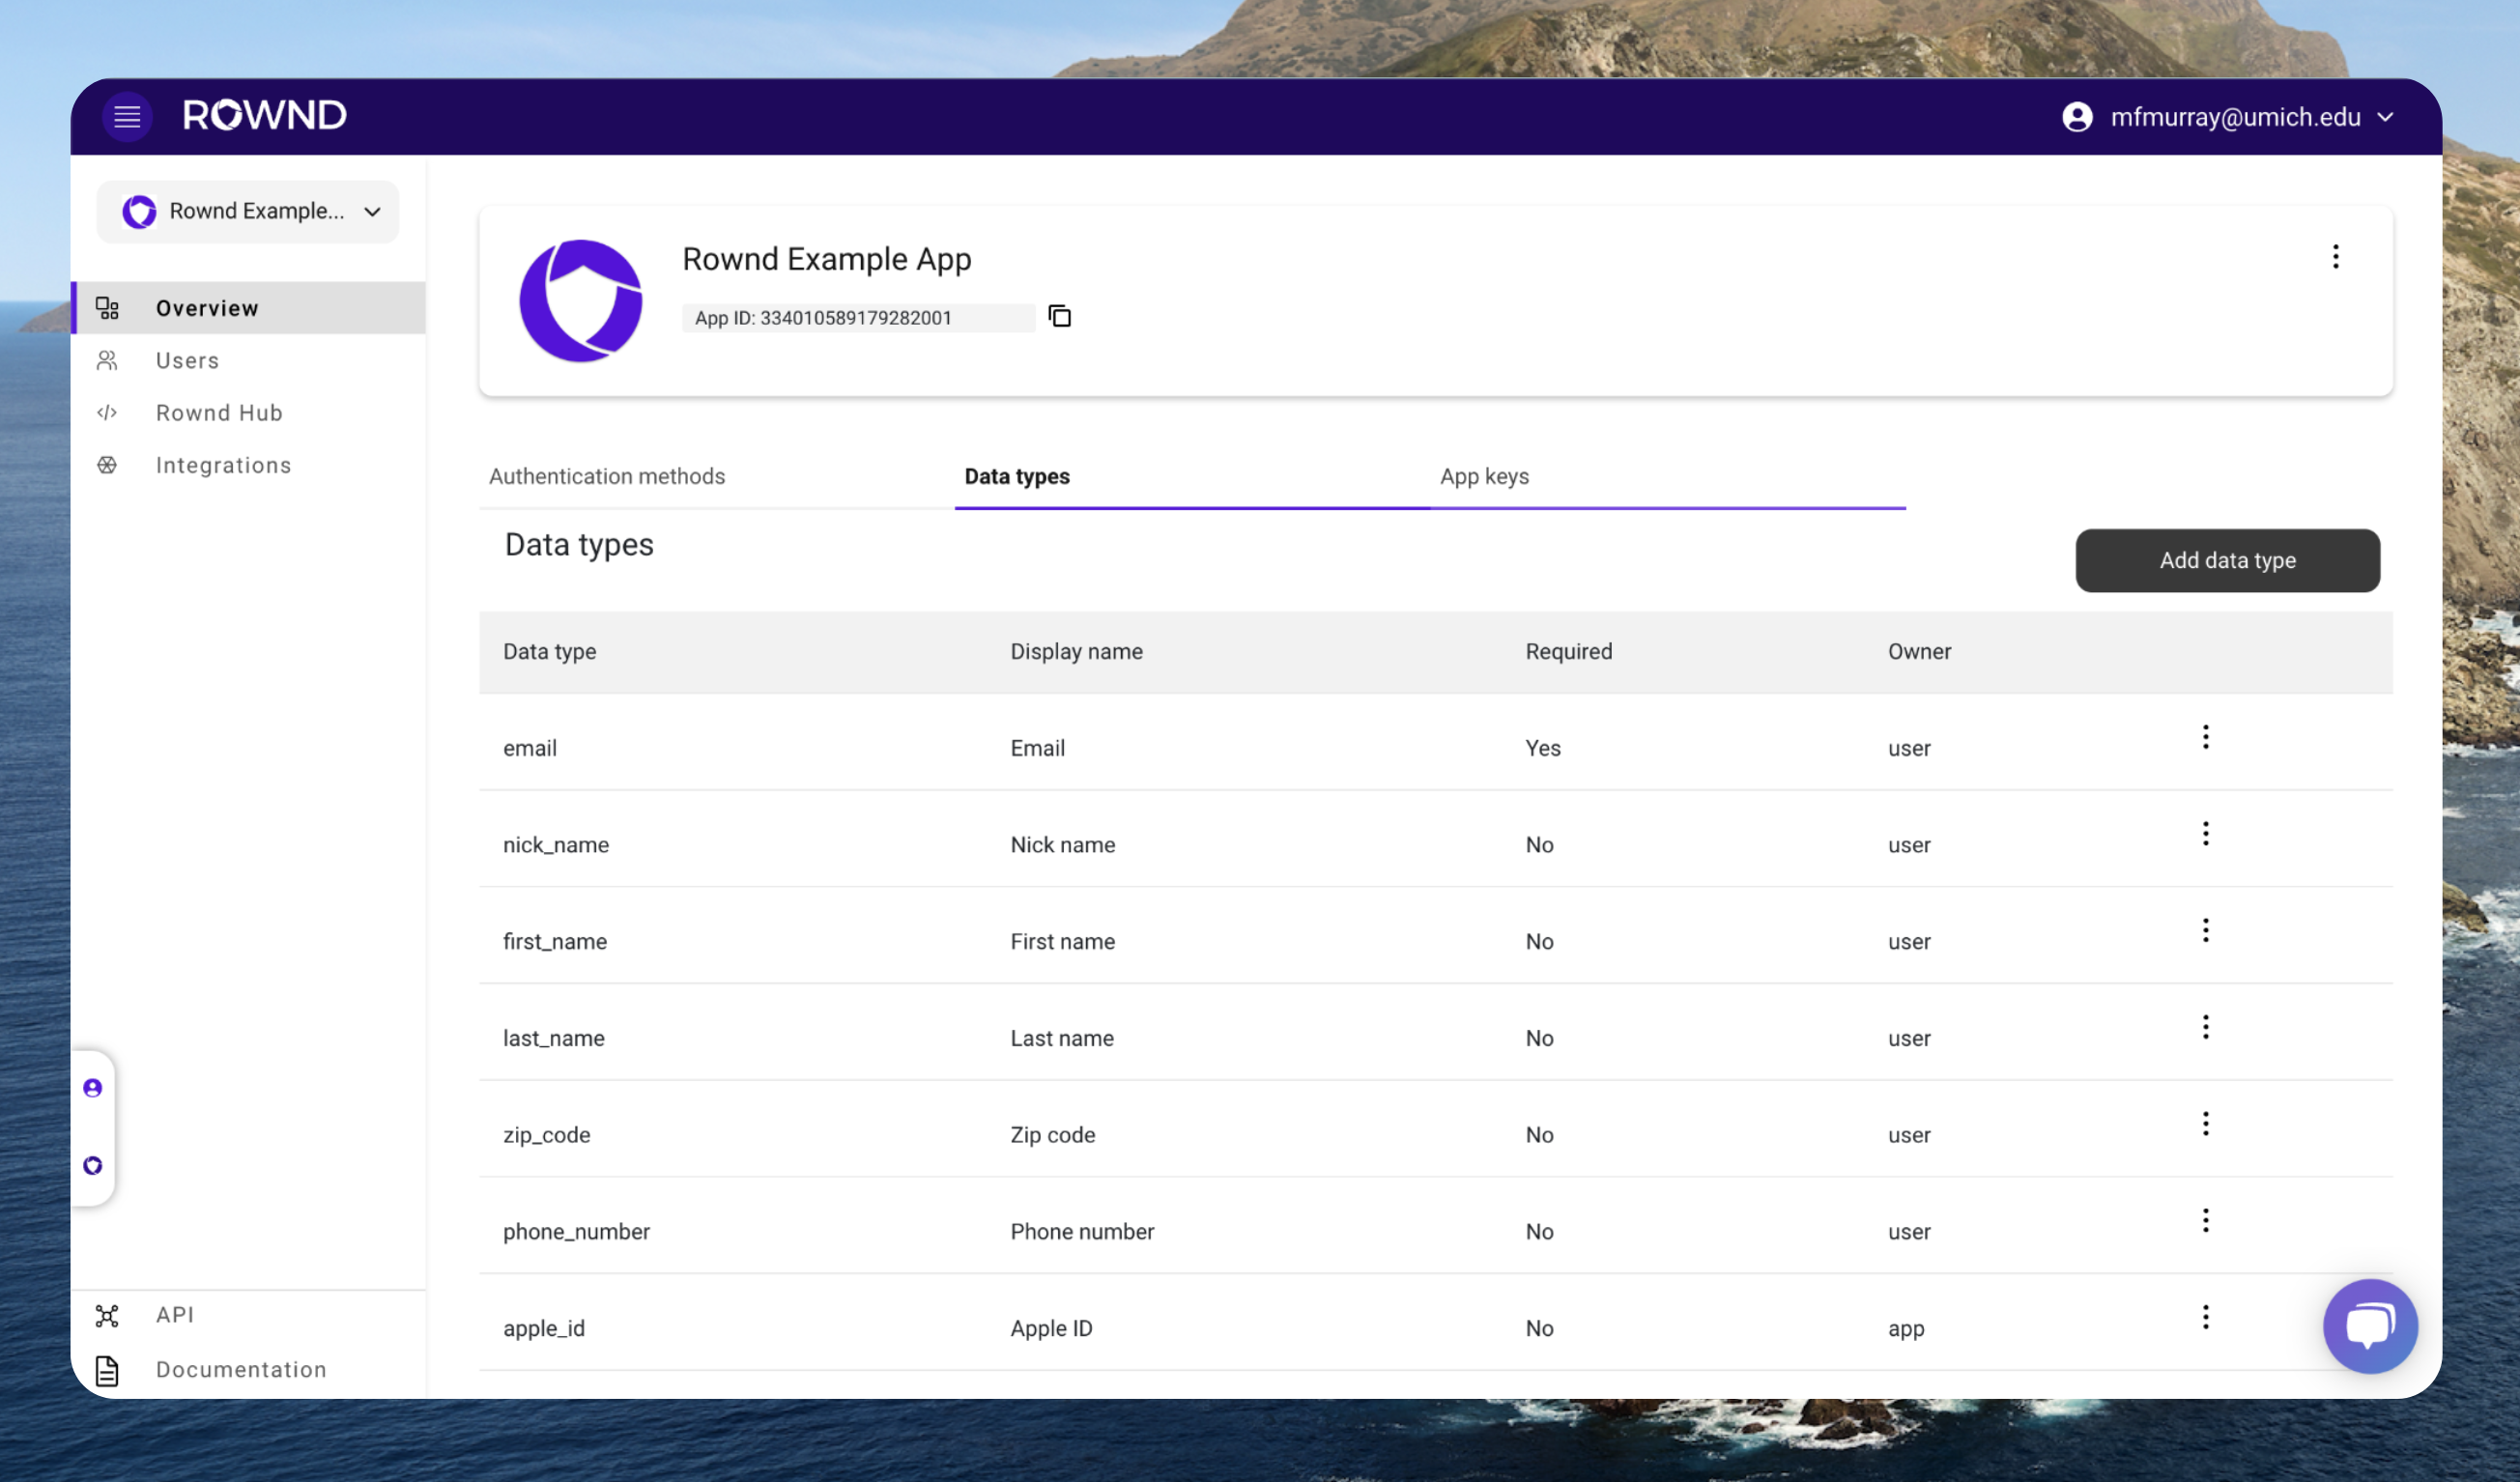 ROWND
mfmurray@umich.edu
Rownd Example...
Overview
Users
Rownd Hub
Integrations
API
Documentation
Rownd Example App
App ID: 334010589179282001
Authentication methods Data types App keys
Data types
Add data type
Data type Display name Required Owner
email Email Yes user
nick_name Nick name No user
first_name First name No user
last_name Last name No user
zip_code Zip code No user
phone_number Phone number No user
apple_id Apple ID No app